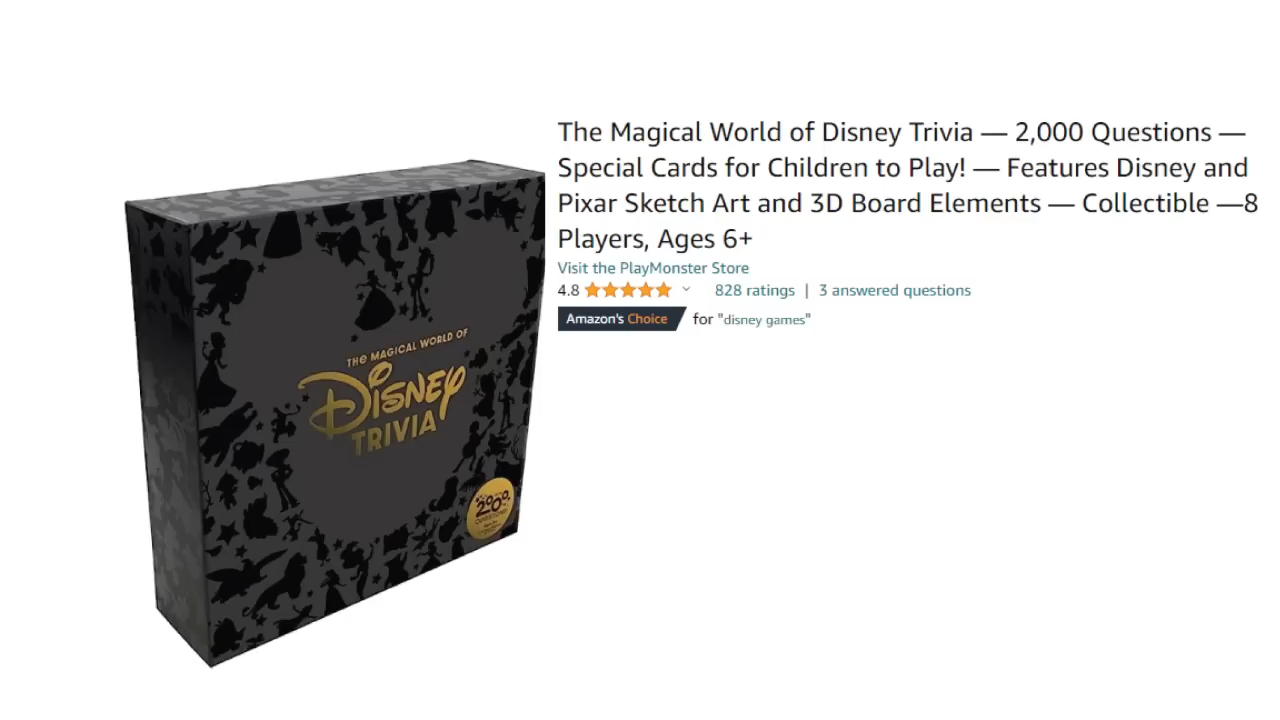 The Magical World of Disney Trivia — 2,000 Questions —
Special Cards for Children to Play! — Features Disney and
Pixar Sketch Art and 3D Board Elements — Collectible —8
Players, Ages 6+
Visit the PlayMonster Store
4.8
828 ratings | 3 answered questions
Amazon's Choice for "disney games"
THE MAGICAL WORLD OF
DISNEY
TRIVIA
2000
QUESTIONS